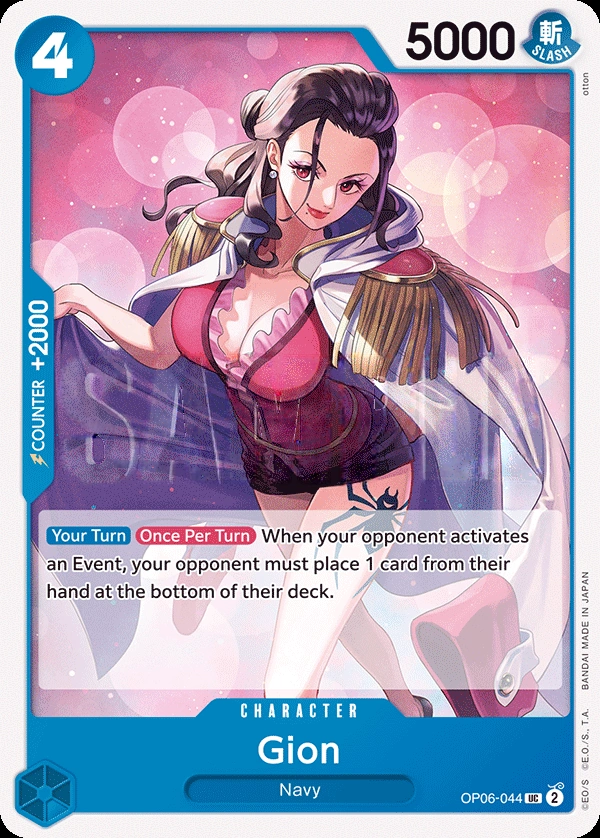 4
5000
斬
SLASH
otton
COUNTER +2000
SAMPLE
Your Turn Once Per Turn When your opponent activates
an Event, your opponent must place 1 card from their
hand at the bottom of their deck.
CHARACTER
Gion
Navy
OP06-044 UC 2
©EO/S ©E.O./S., T.A. BANDAI MADE IN JAPAN